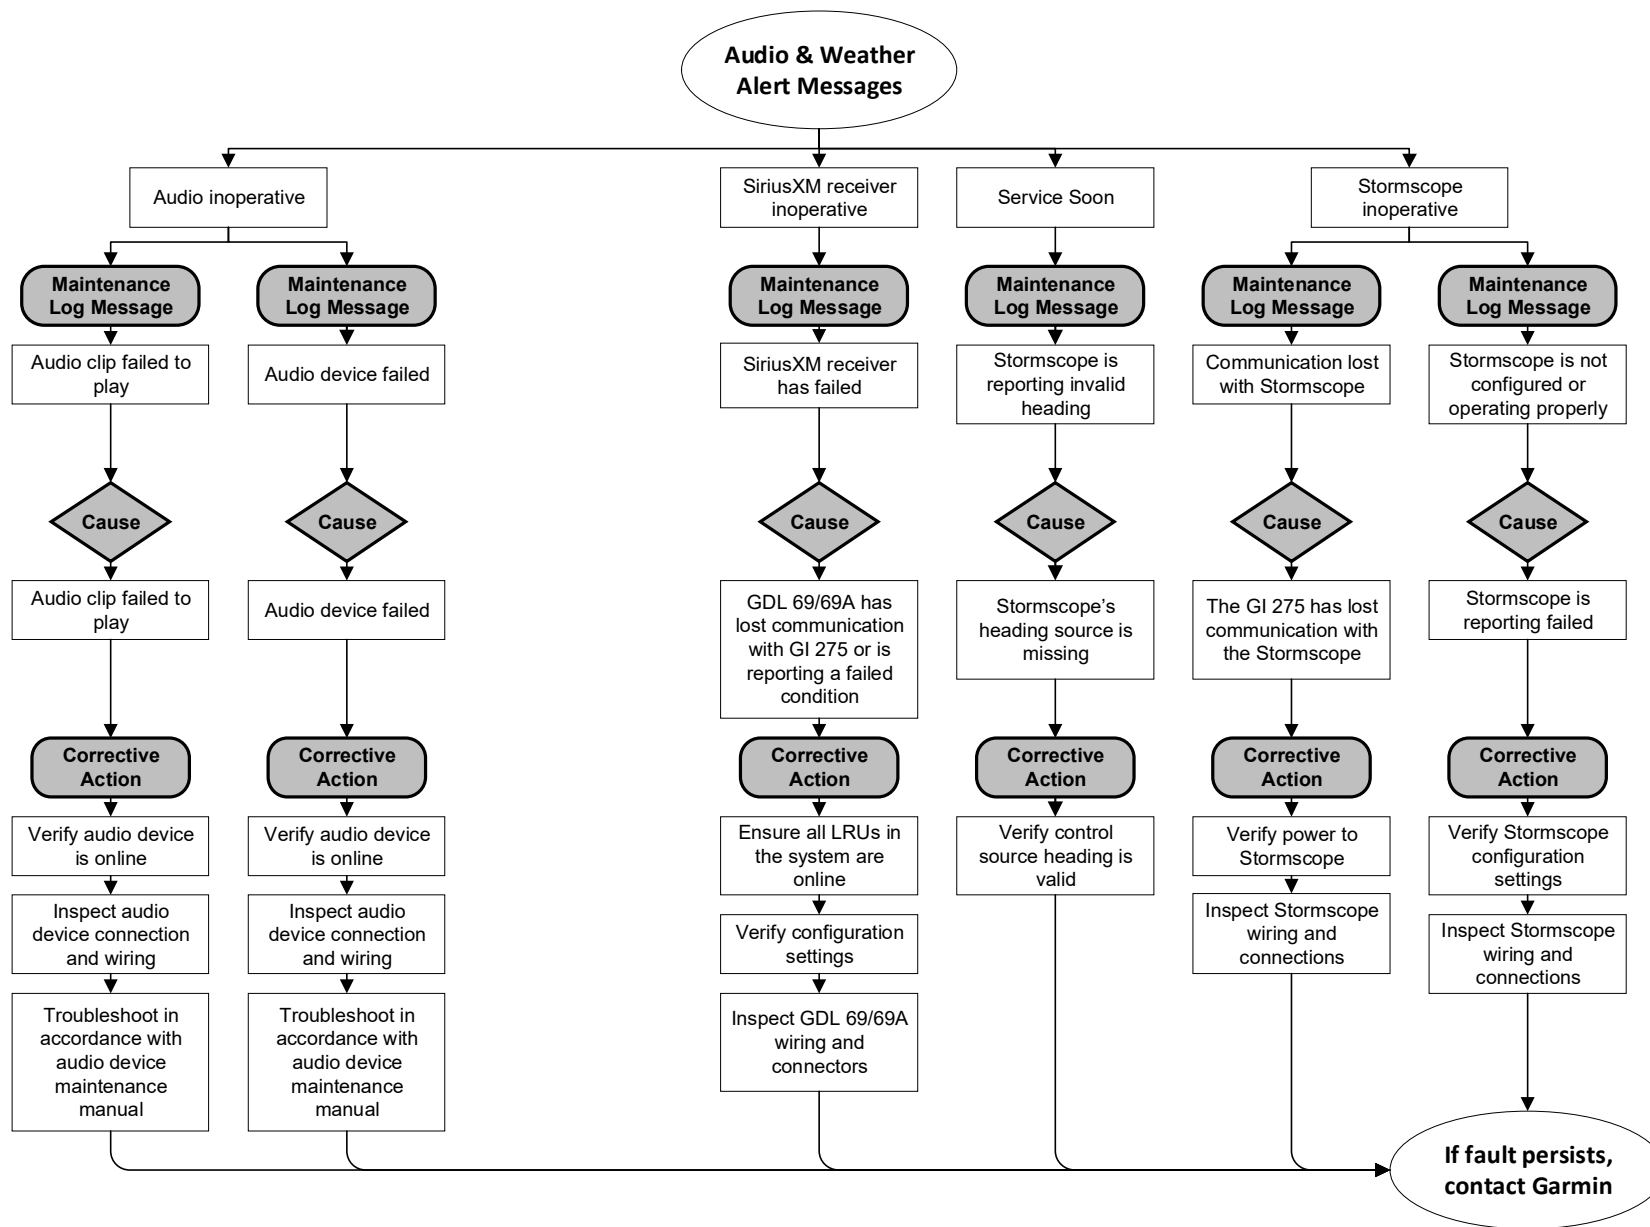 Audio & Weather
Alert Messages
Audio inoperative
SiriusXM receiver
inoperative
Service Soon
Stormscope
inoperative
Maintenance
Log Message
Maintenance
Log Message
Maintenance
Log Message
Maintenance
Log Message
Maintenance
Log Message
Maintenance
Log Message
Audio clip failed to
play
Audio device failed
SiriusXM receiver
has failed
Stormscope is
reporting invalid
heading
Communication lost
with Stormscope
Stormscope is not
configured or
operating properly
Cause
Cause
Cause
Cause
Cause
Cause
Audio clip failed to
play
Audio device failed
GDL 69/69A has
lost communication
with GI 275 or is
reporting a failed
condition
Stormscope’s
heading source is
missing
The GI 275 has lost
communication with
the Stormscope
Stormscope is
reporting failed
Corrective
Action
Corrective
Action
Corrective
Action
Corrective
Action
Corrective
Action
Corrective
Action
Verify audio device
is online
Verify audio device
is online
Ensure all LRUs in
the system are
online
Verify control
source heading is
valid
Verify power to
Stormscope
Verify Stormscope
configuration
settings
Inspect audio
device connection
and wiring
Inspect audio
device connection
and wiring
Verify configuration
settings
Inspect Stormscope
wiring and
connections
Inspect Stormscope
wiring and
connections
Troubleshoot in
accordance with
audio device
maintenance
manual
Troubleshoot in
accordance with
audio device
maintenance
manual
Inspect GDL 69/69A
wiring and
connectors
If fault persists,
contact Garmin